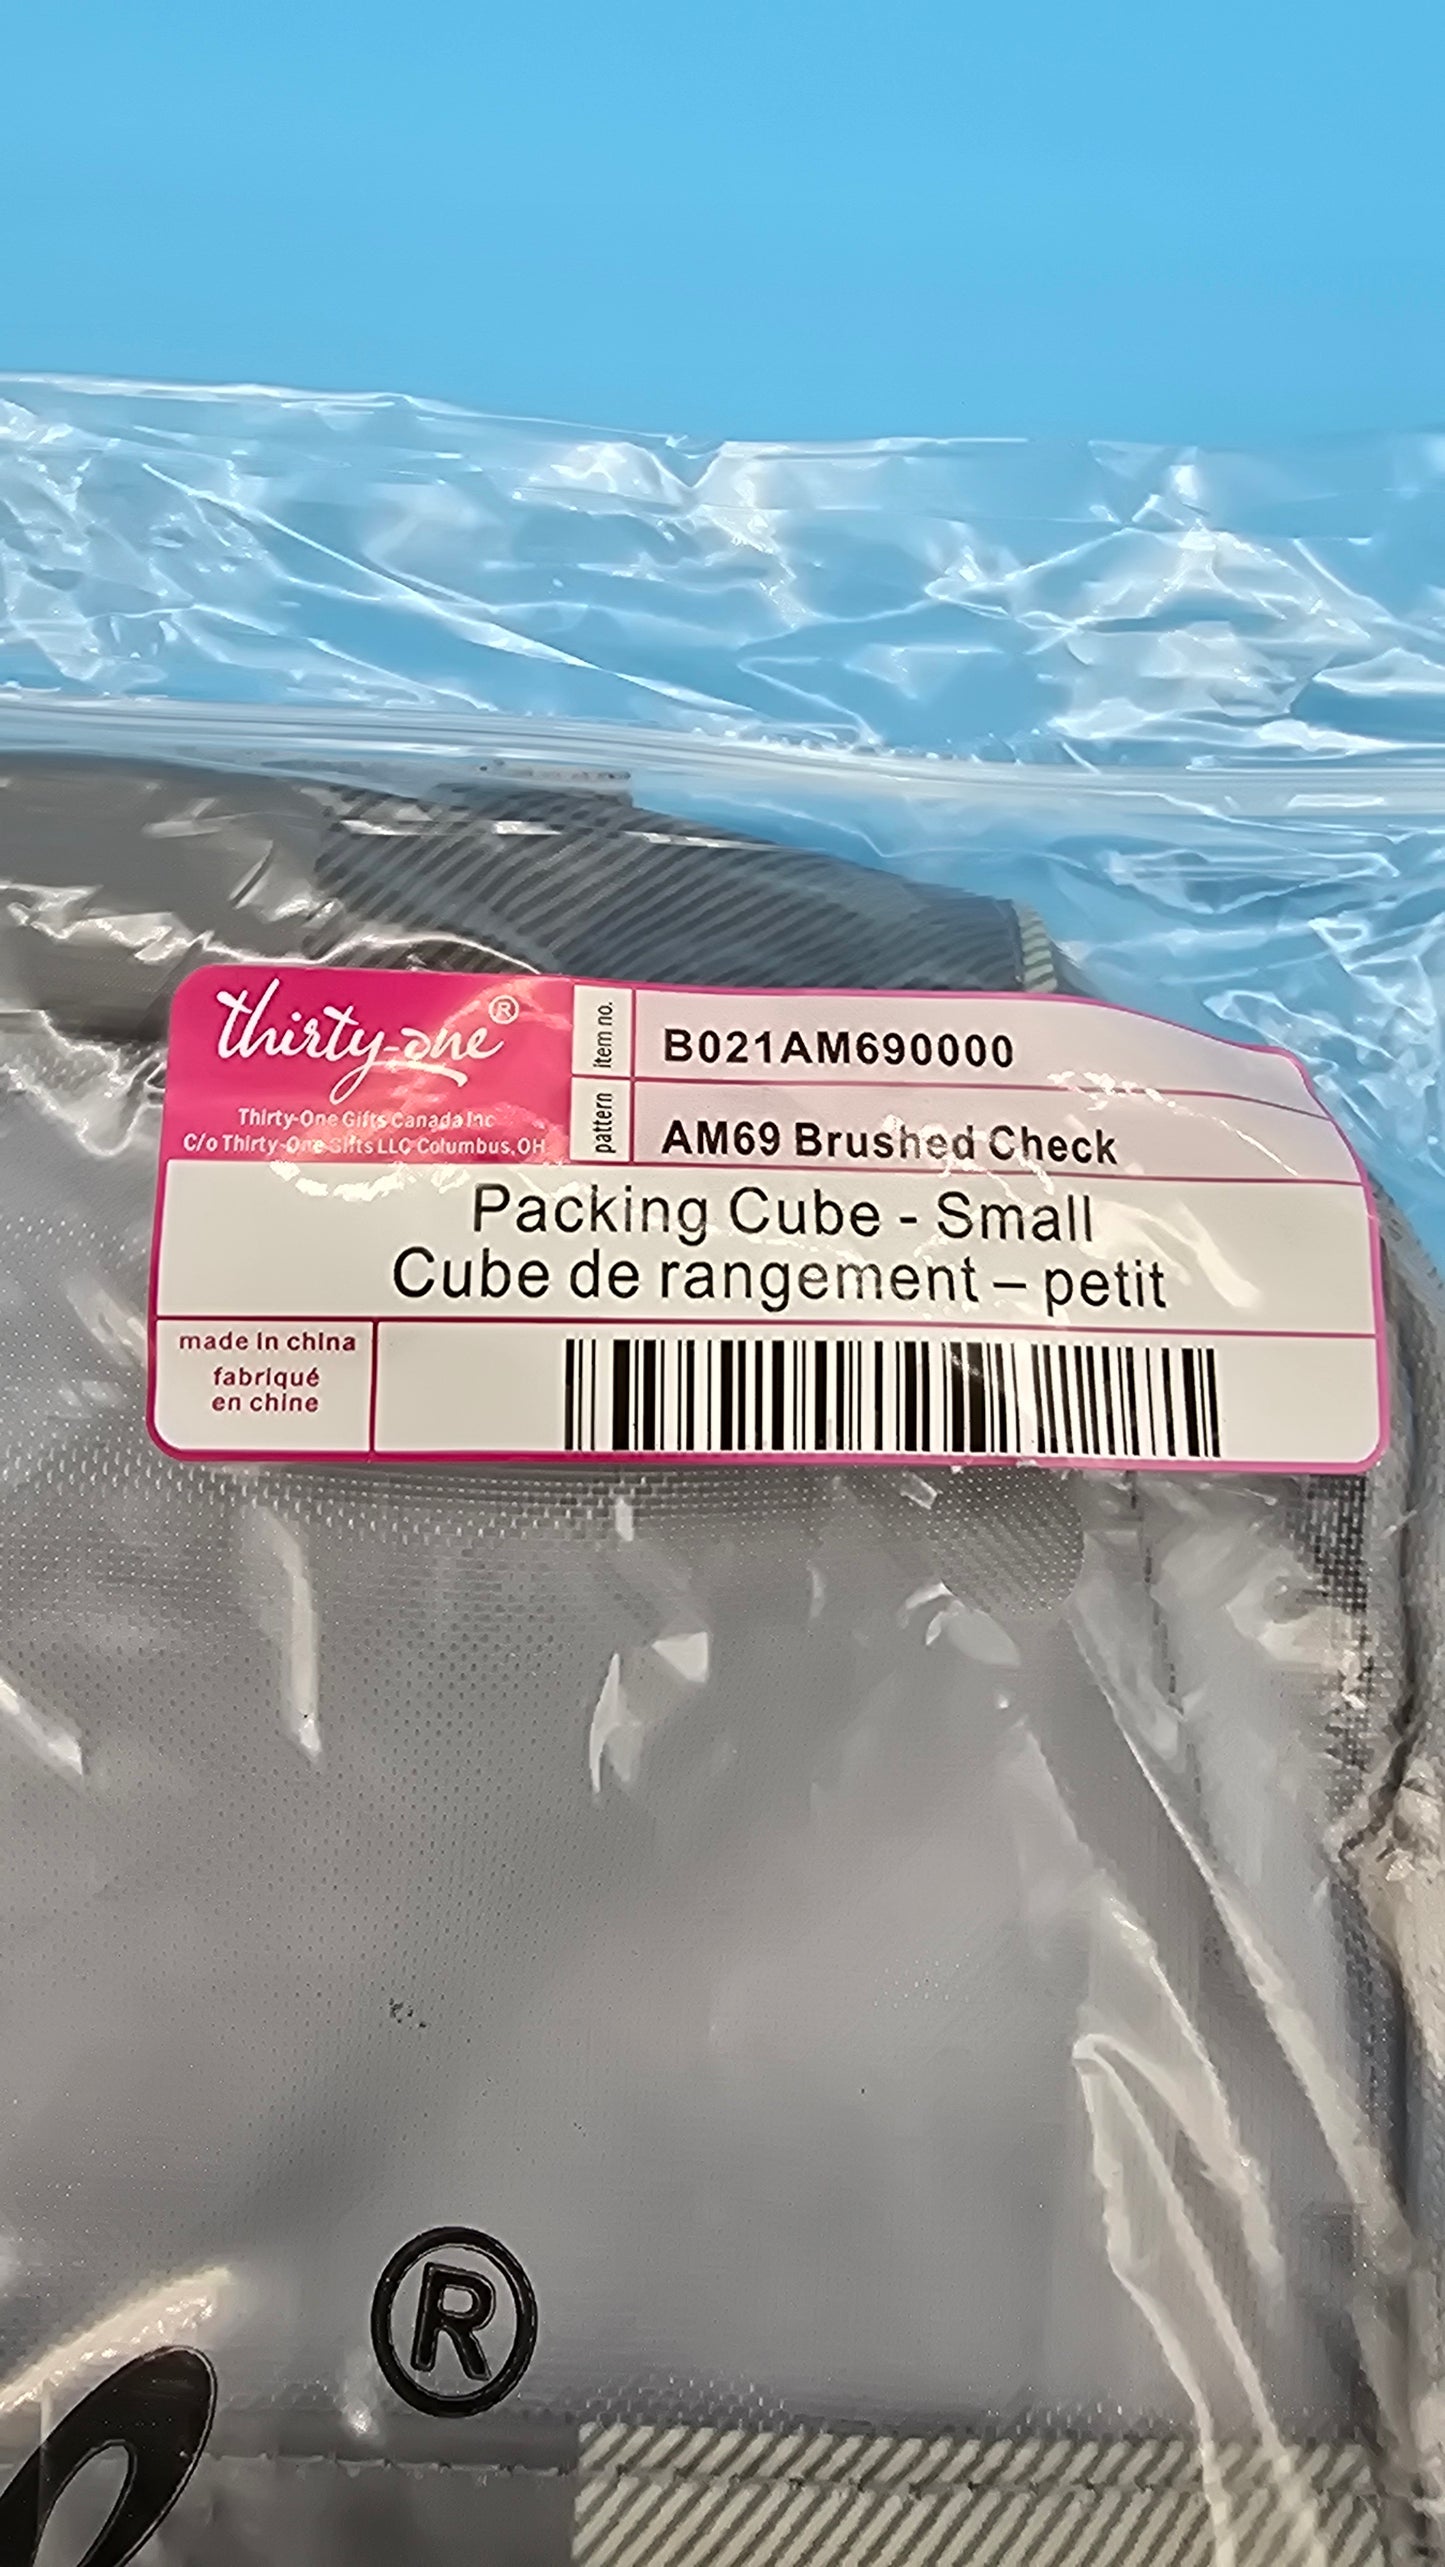 thirty-one®
Thirty-One Gifts Canada Inc
C/o Thirty-One Gifts LLC Columbus, OH
item no.
B021AM690000
pattern
AM69 Brushed Check
Packing Cube - Small
Cube de rangement – petit
made in china
fabriqué
en chine
®